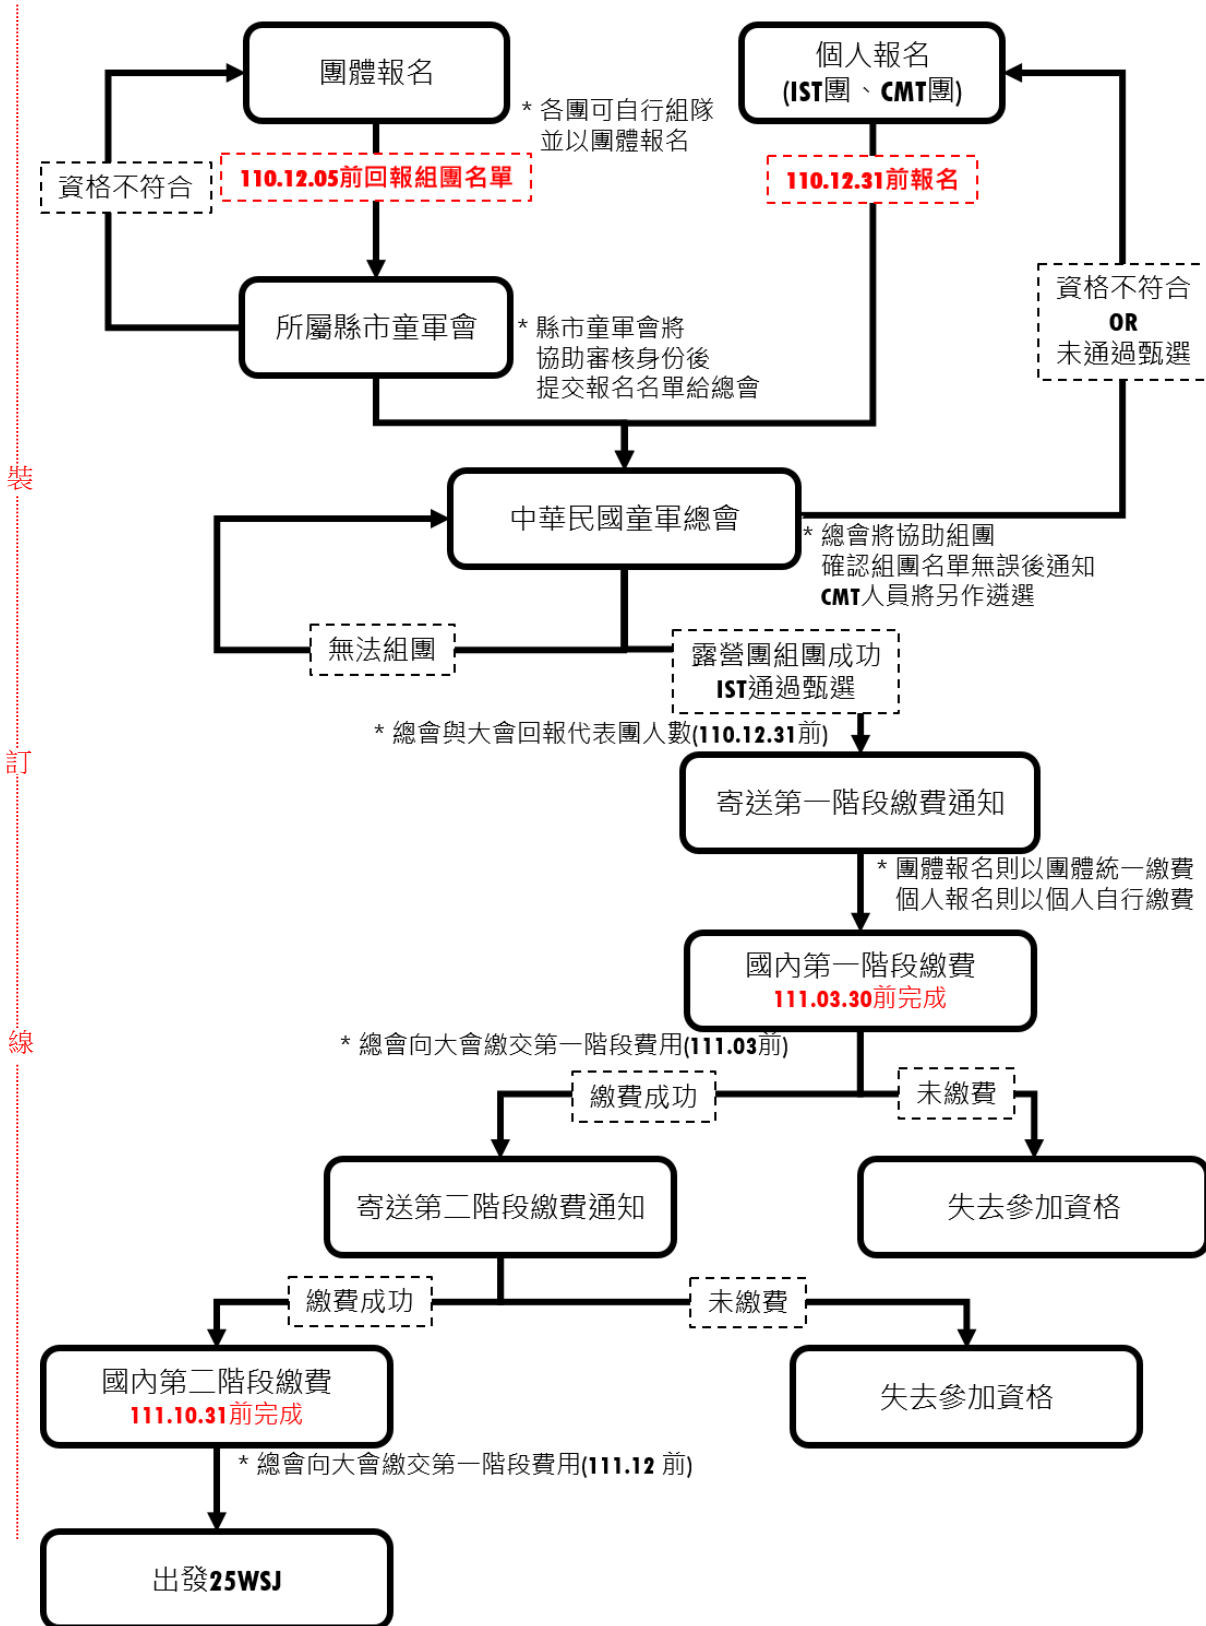 團體報名
個人報名
(IST團、CMT團)
* 各團可自行組隊
並以團體報名
資格不符合
110.12.05前回報組團名單
110.12.31前報名
資格不符合
OR
未通過甄選
所屬縣市童軍會
* 縣市童軍會將
協助審核身份後
提交報名名單給總會
裝
中華民國童軍總會
* 總會將協助組團
確認組團名單無誤後通知
CMT人員將另作遴選
無法組團
露營團組團成功
IST通過甄選
* 總會與大會回報代表團人數(110.12.31前)
訂
寄送第一階段繳費通知
* 團體報名則以團體統一繳費
個人報名則以個人自行繳費
國內第一階段繳費
111.03.30前完成
線
* 總會向大會繳交第一階段費用(111.03前)
繳費成功
未繳費
寄送第二階段繳費通知
失去參加資格
繳費成功
未繳費
國內第二階段繳費
111.10.31前完成
失去參加資格
* 總會向大會繳交第一階段費用(111.12 前)
出發25WSJ